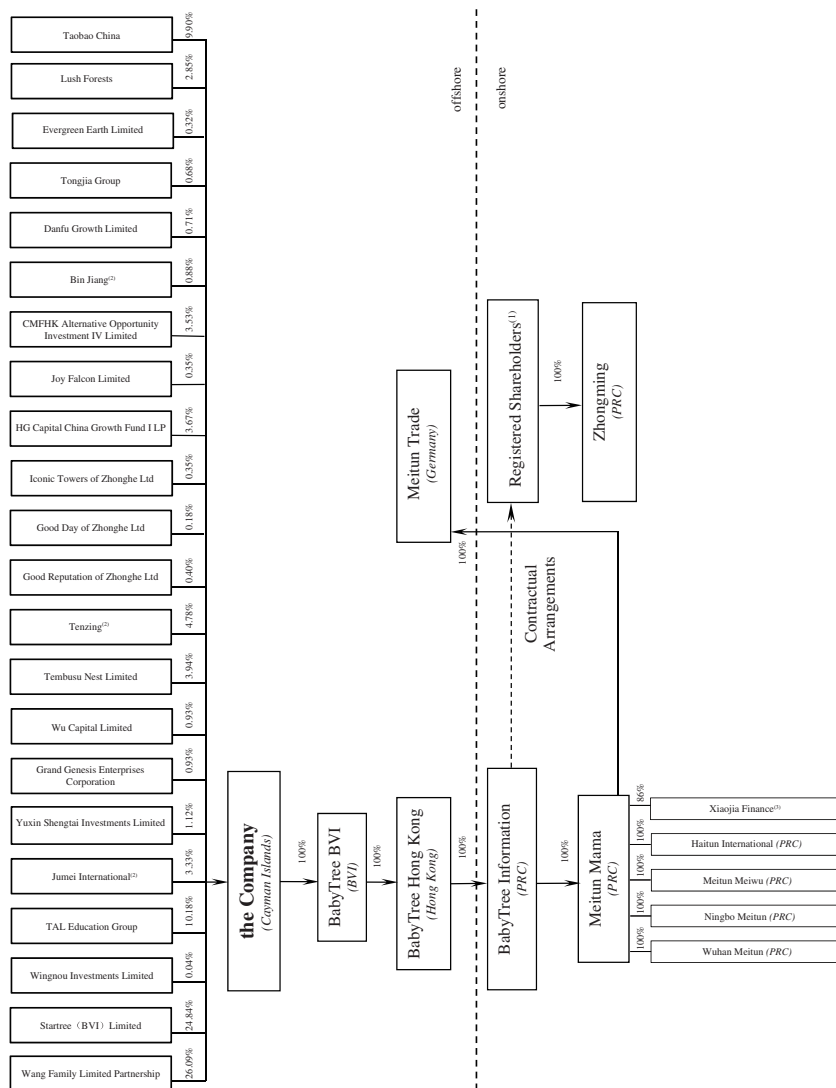 Taobao China
9.90%
Lush Forests
2.85%
Evergreen Earth Limited
0.32%
Tongjia Group
0.68%
Danfu Growth Limited
0.71%
Bin Jiang(2)
0.88%
CMFHK Alternative Opportunity
Investment IV Limited
3.53%
Joy Falcon Limited
0.35%
HG Capital China Growth Fund I LP
3.67%
Iconic Towers of Zhonghe Ltd
0.35%
Good Day of Zhonghe Ltd
0.18%
Good Reputation of Zhonghe Ltd
0.40%
Tenzing(2)
4.78%
Tembusu Nest Limited
3.94%
Wu Capital Limited
0.93%
Grand Genesis Enterprises
Corporation
0.93%
Yuxin Shengtai Investments Limited
1.12%
Jumei International(2)
3.33%
TAL Education Group
10.18%
Wingnou Investments Limited
0.04%
Startree（BVI）Limited
24.84%
Wang Family Limited Partnership
26.09%
the Company
(Cayman Islands)
100%
BabyTree BVI
(BVI)
100%
BabyTree Hong Kong
(Hong Kong)
100%
offshore
onshore
Meitun Trade
(Germany)
100%
BabyTree Information
(PRC)
100%
Contractual
Arrangements
Registered Shareholders(1)
100%
Zhongming
(PRC)
Meitun Mama
(PRC)
86%
Xiaojia Finance(3)
100%
Haitun International (PRC)
100%
Meitun Meiwu (PRC)
100%
Ningbo Meitun (PRC)
100%
Wuhan Meitun (PRC)